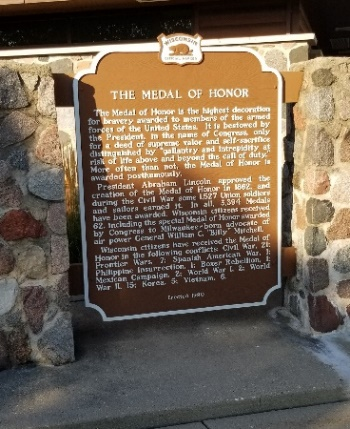 WISCONSIN
THE MEDAL OF HONOR
The Medal of Honor is the highest decoration
for bravery awarded to members of the armed
forces of the United States. It is bestowed by
the President, in the name of Congress, only
for a deed of supreme valor and self-sacrifice
distinguished by "gallantry and intrepidity at
risk of life above and beyond the call of duty."
More often than not, the Medal of Honor is
awarded posthumously.
President Abraham Lincoln approved the
creation of the Medal of Honor in 1862, and
during the Civil War some 1,527 Union soldiers
and sailors earned it. In all, 3,394 Medals
have been awarded. Wisconsin citizens received
62, including the special Medal of Honor awarded
by Congress to Milwaukee-born advocate of
air power General William C. "Billy" Mitchell.
Wisconsin citizens have received the Medal of
Honor in the following conflicts: Civil War, 21;
Frontier Wars, 7; Spanish American War, 1;
Philippine Insurrection, 1; Boxer Rebellion, 1;
Mexican Campaign, 2; World War I, 2; World
War II, 15; Korea, 5; Vietnam, 6.